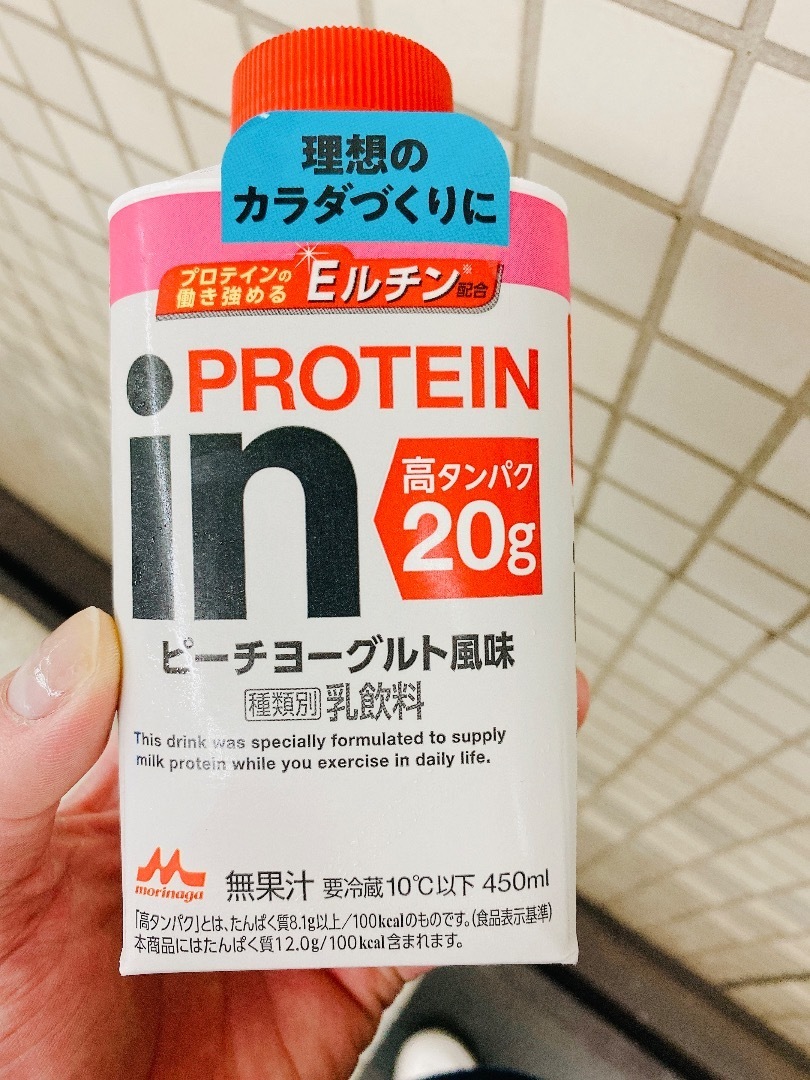 理想の
カラダづくりに
プロテインの
働き強める
Eルチン※配合
PROTEIN
in
高タンパク
20g
ピーチヨーグルト風味
種類別 乳飲料
This drink was specially formulated to supply
milk protein while you exercise in daily life.
morinaga
無果汁 要冷蔵10℃以下 450ml
「高タンパク」とは、たんぱく質8.1g以上/100kcalのものです。(食品表示基準)
本商品にはたんぱく質12.0g/100kcal含まれます。